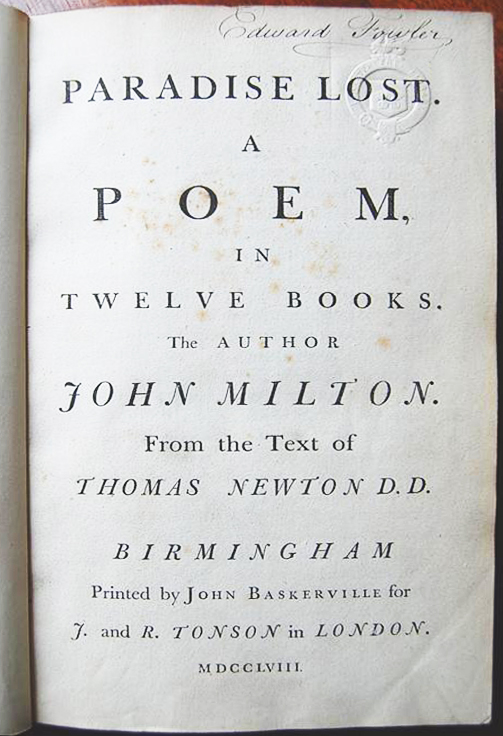 Edward Fowler
PARADISE LOST.
A
POEM,
IN
TWELVE BOOKS.
The AUTHOR
JOHN MILTON.
From the Text of
THOMAS NEWTON D.D.
BIRMINGHAM
Printed by JOHN BASKERVILLE for
J. and R. TONSON in LONDON.
MDCCLVIII.